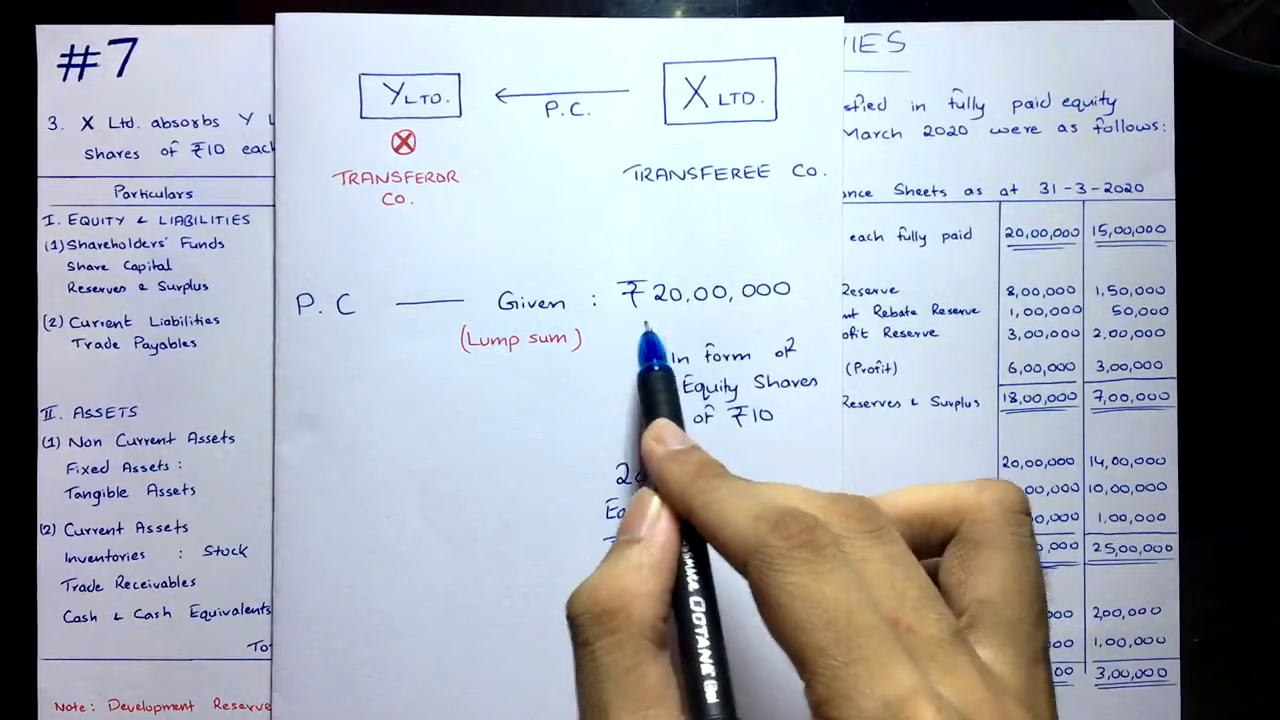 #7
3. X Ltd. absorbs Y
shares of ₹10 each
Particulars
I. EQUITY & LIABILITIES
(1) Shareholders' Funds
Share Capital
Reserves & Surplus
(2) Current Liabilities
Trade Payables
II. ASSETS
(1) Non Current Assets
Fixed Assets :
Tangible Assets
(2) Current Assets
Inventories : Stock
Trade Receivables
Cash & Cash Equivalents
Note: Development Reserve
Y LTD.
P.C.
X LTD.
TRANSFEROR
CO.
TRANSFEREE CO.
P.C Given : ₹20,00,000
(Lump sum)
In form of
Equity Shares
of ₹10
in fully paid equity
March 2020 were as follows:
Sheets as at 31-3-2020
each fully paid 20,00,000 15,00,000
Reserve 8,00,000 1,50,000
Rebate Reserve 1,00,000 50,000
Reserve 3,00,000 2,00,000
(Profit) 6,00,000 3,00,000
Reserves & Surplus 18,00,000 7,00,000
20,00,000 14,00,000
10,00,000
1,00,000
25,00,000
2,00,000
1,00,000
3,00,000